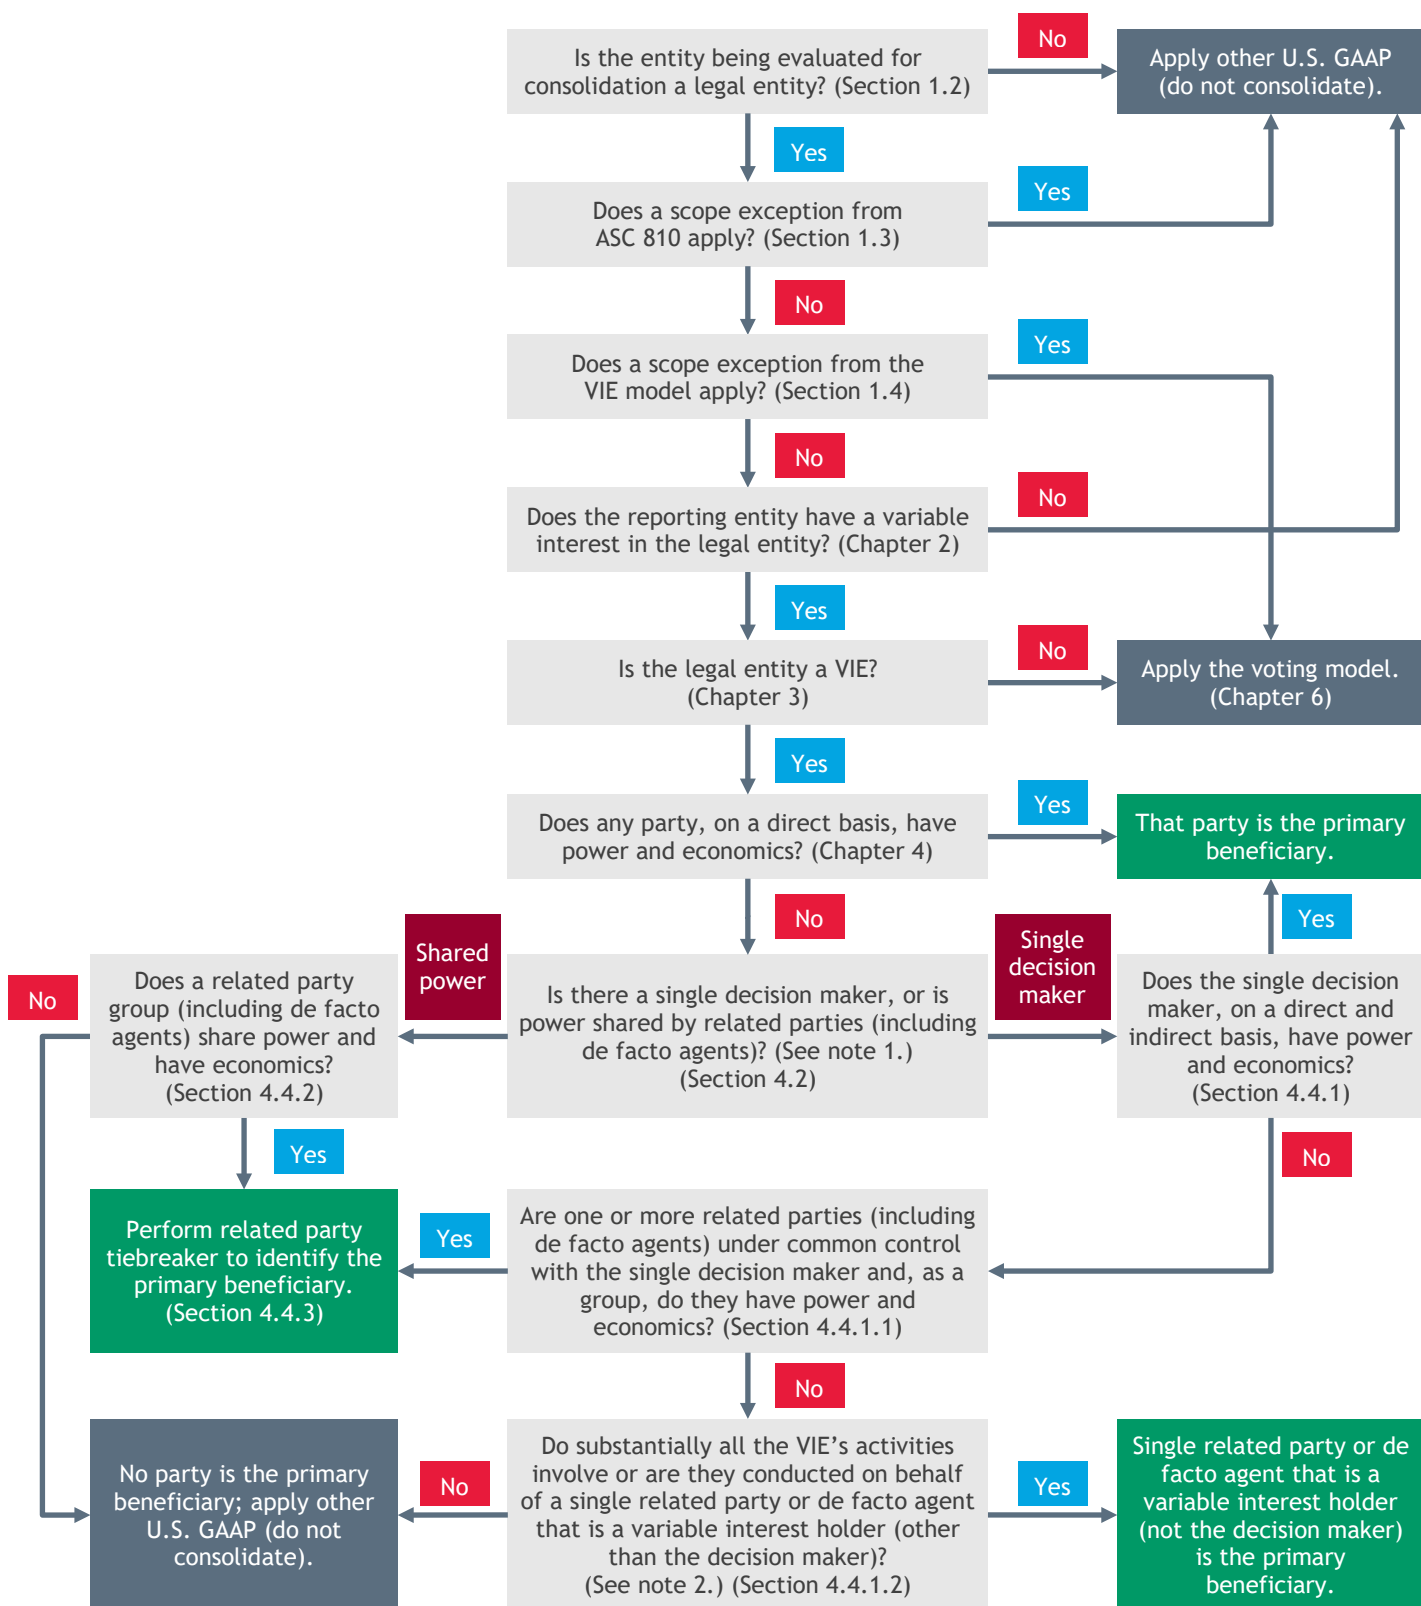 Is the entity being evaluated for
consolidation a legal entity? (Section 1.2)
No
Apply other U.S. GAAP
(do not consolidate).
Yes
Does a scope exception from
ASC 810 apply? (Section 1.3)
Yes
No
Does a scope exception from the
VIE model apply? (Section 1.4)
Yes
No
Does the reporting entity have a variable
interest in the legal entity? (Chapter 2)
No
Yes
Is the legal entity a VIE?
(Chapter 3)
No
Apply the voting model.
(Chapter 6)
Yes
Does any party, on a direct basis, have
power and economics? (Chapter 4)
Yes
That party is the primary
beneficiary.
No
Yes
Shared
power
Single
decision
maker
No
Does a related party
group (including de facto
agents) share power and
have economics?
(Section 4.4.2)
Is there a single decision maker, or is
power shared by related parties (including
de facto agents)? (See note 1.)
(Section 4.2)
Does the single decision
maker, on a direct and
indirect basis, have power
and economics?
(Section 4.4.1)
Yes
No
Perform related party
tiebreaker to identify the
primary beneficiary.
(Section 4.4.3)
Yes
Are one or more related parties (including
de facto agents) under common control
with the single decision maker and, as a
group, do they have power and
economics? (Section 4.4.1.1)
No
No party is the primary
beneficiary; apply other
U.S. GAAP (do not
consolidate).
No
Do substantially all the VIE’s activities
involve or are they conducted on behalf
of a single related party or de facto agent
that is a variable interest holder (other
than the decision maker)?
(See note 2.) (Section 4.4.1.2)
Yes
Single related party or de
facto agent that is a
variable interest holder
(not the decision maker)
is the primary
beneficiary.